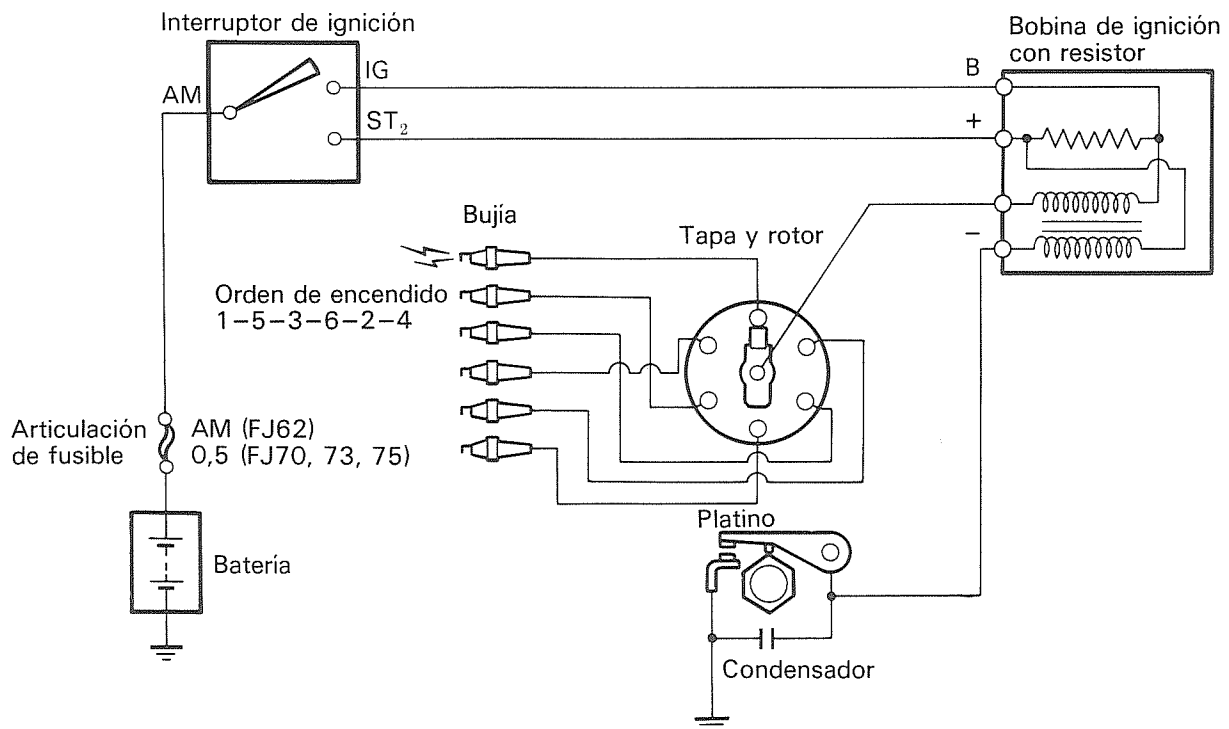 Interruptor de ignición
Bobina de ignición
con resistor
AM
IG
ST₂
B
+
−
Bujía
Tapa y rotor
Orden de encendido
1−5−3−6−2−4
Articulación
de fusible
AM (FJ62)
0,5 (FJ70, 73, 75)
Batería
Platino
Condensador